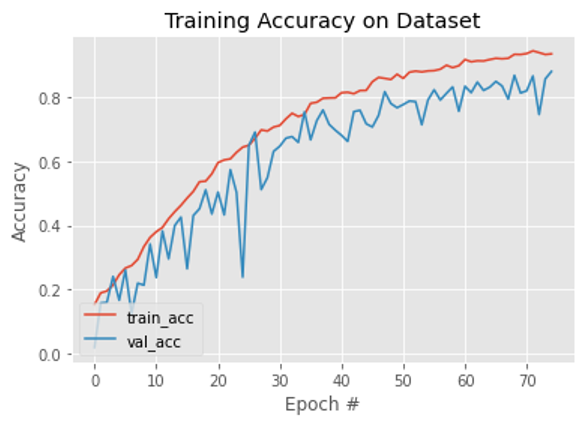 Training Accuracy on Dataset
Accuracy
0.8
0.6
0.4
0.2
0.0
train_acc
val_acc
0 10 20 30 40 50 60 70
Epoch #